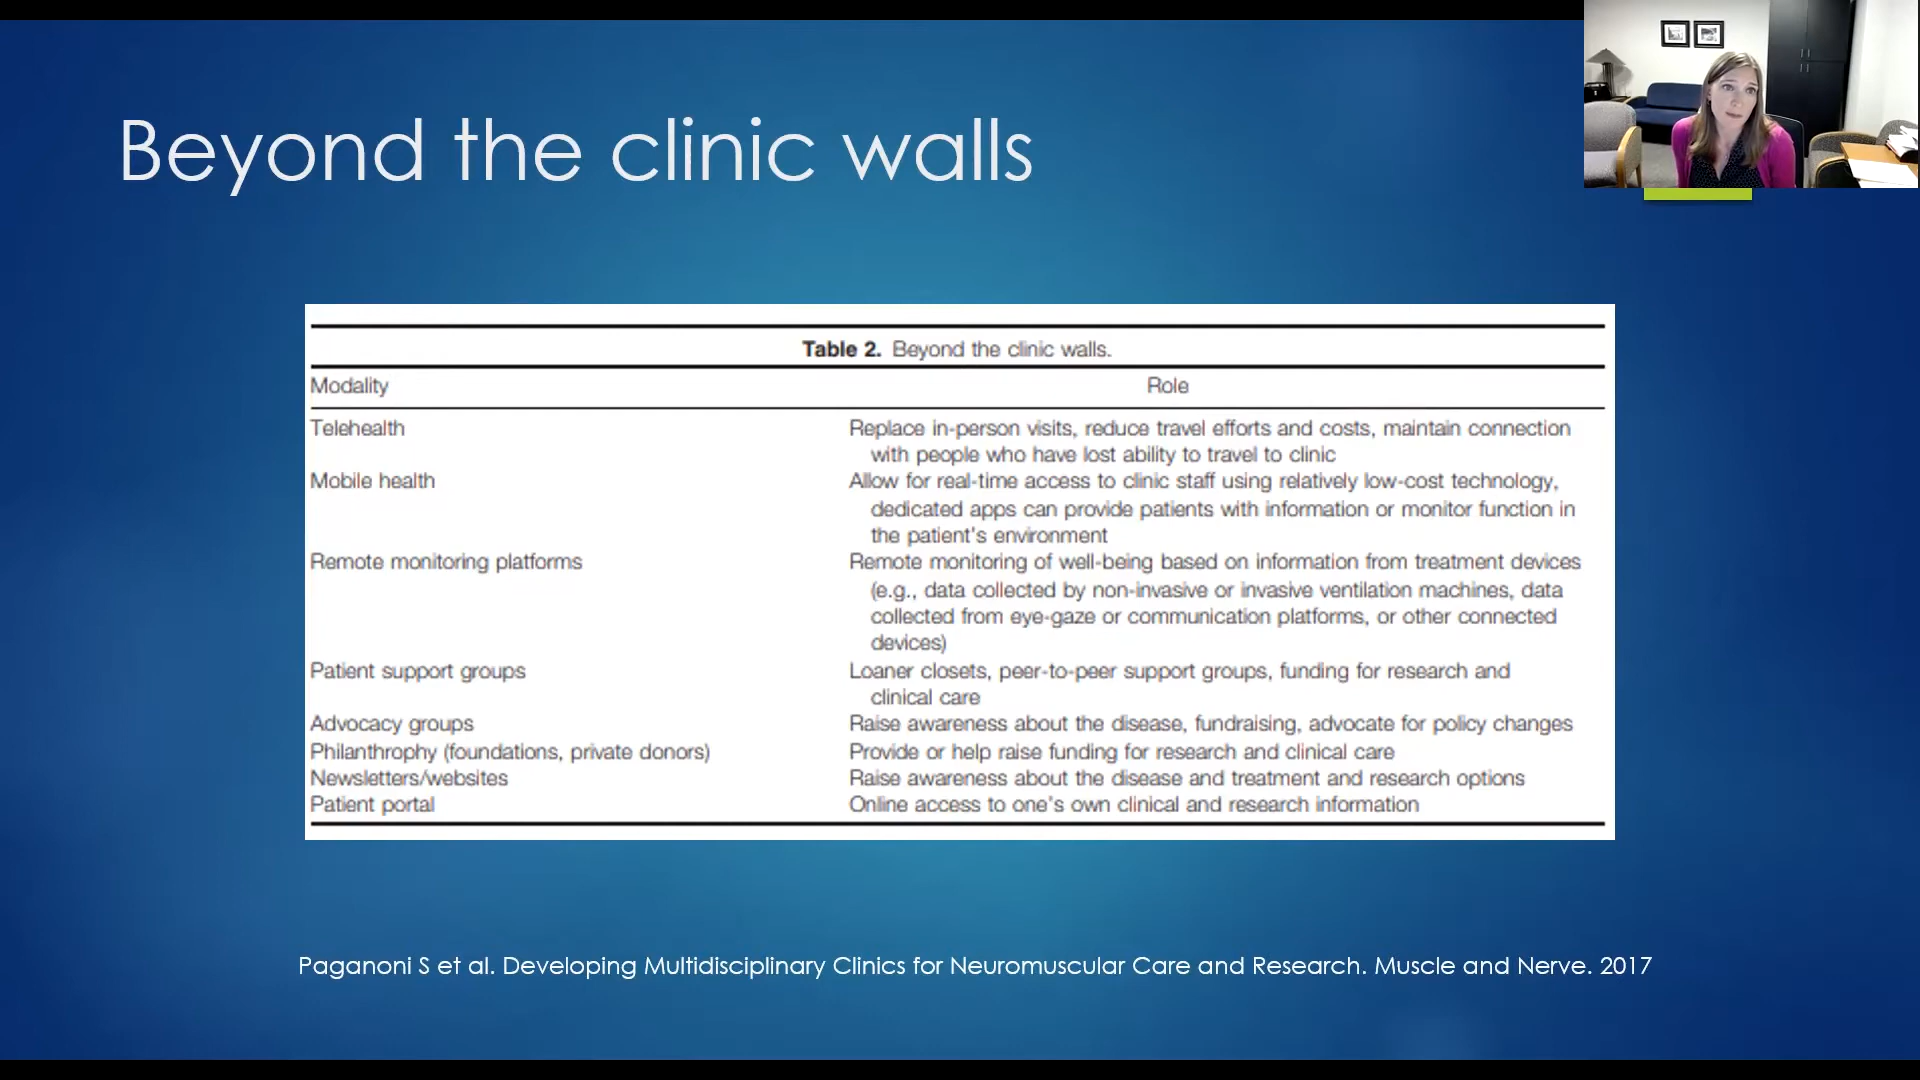 Beyond the clinic walls
Table 2. Beyond the clinic walls.
Modality Role
Telehealth Replace in-person visits, reduce travel efforts and costs, maintain connection
with people who have lost ability to travel to clinic
Mobile health Allow for real-time access to clinic staff using relatively low-cost technology,
dedicated apps can provide patients with information or monitor function in
the patient's environment
Remote monitoring platforms Remote monitoring of well-being based on information from treatment devices
(e.g., data collected by non-invasive or invasive ventilation machines, data
collected from eye-gaze or communication platforms, or other connected
devices)
Patient support groups Loaner closets, peer-to-peer support groups, funding for research and
clinical care
Advocacy groups Raise awareness about the disease, fundraising, advocate for policy changes
Philanthropy (foundations, private donors) Provide or help raise funding for research and clinical care
Newsletters/websites Raise awareness about the disease and treatment and research options
Patient portal Online access to one's own clinical and research information
Paganoni S et al. Developing Multidisciplinary Clinics for Neuromuscular Care and Research. Muscle and Nerve. 2017